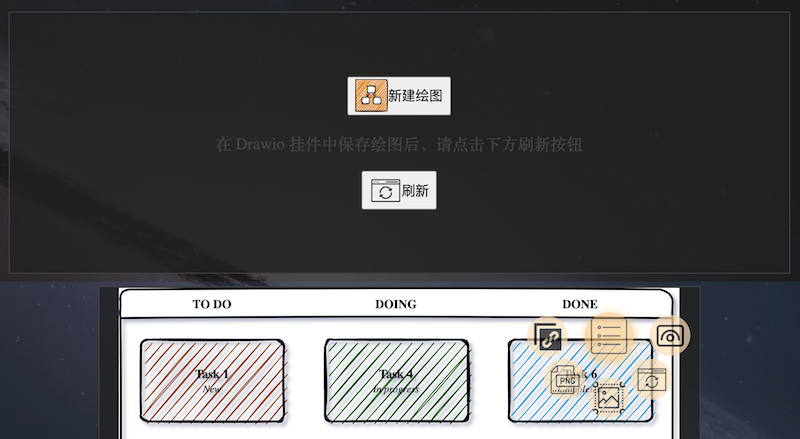 新建绘图
在 Drawio 挂件中保存绘图后，请点击下方刷新按钮
刷新
TO DO
DOING
DONE
Task 1
New
Task 4
In progress
6
PNG